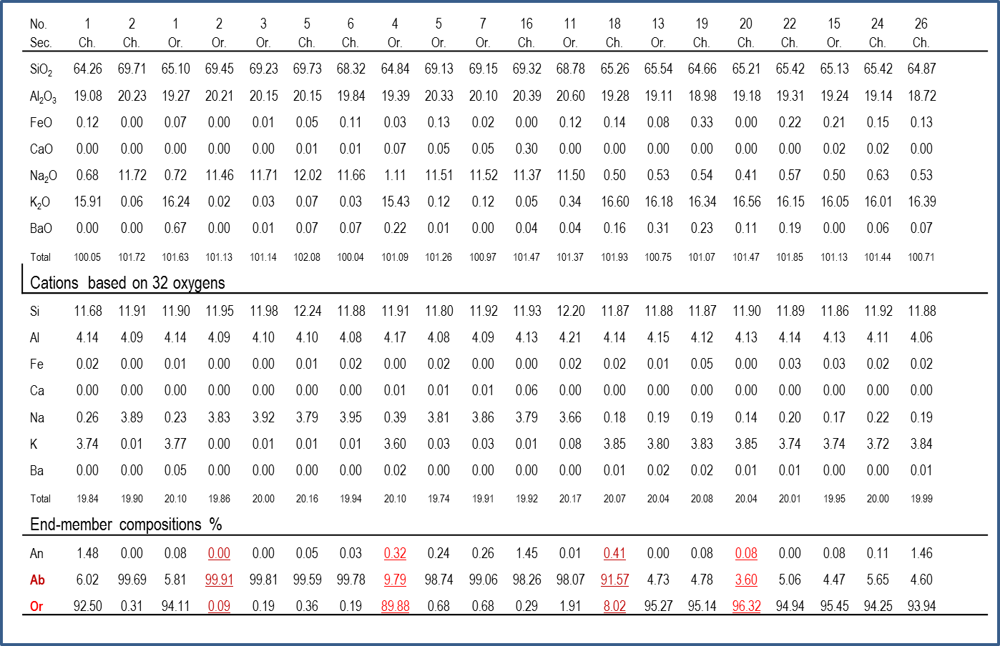 No. 1 2 1 2 3 5 6 4 5 7 16 11 18 13 19 20 22 15 24 26
Sec. Ch. Ch. Or. Or. Or. Ch. Ch. Or. Or. Or. Ch. Or. Ch. Or. Ch. Ch. Ch. Or. Ch. Ch.
SiO₂ 64.26 69.71 65.10 69.45 69.23 69.73 68.32 64.84 69.13 69.15 69.32 68.78 65.26 65.54 64.66 65.21 65.42 65.13 65.42 64.87
Al₂O₃ 19.08 20.23 19.27 20.21 20.15 20.15 19.84 19.39 20.33 20.10 20.39 20.60 19.28 19.11 18.98 19.18 19.31 19.24 19.14 18.72
FeO 0.12 0.00 0.07 0.00 0.01 0.05 0.11 0.03 0.13 0.02 0.00 0.12 0.14 0.08 0.33 0.00 0.22 0.21 0.15 0.13
CaO 0.00 0.00 0.00 0.00 0.00 0.01 0.01 0.07 0.05 0.05 0.30 0.00 0.00 0.00 0.00 0.00 0.00 0.02 0.02 0.00
Na₂O 0.68 11.72 0.72 11.46 11.71 12.02 11.66 1.11 11.51 11.52 11.37 11.50 0.50 0.53 0.54 0.41 0.57 0.50 0.63 0.53
K₂O 15.91 0.06 16.24 0.02 0.03 0.07 0.03 15.43 0.12 0.12 0.05 0.34 16.60 16.18 16.34 16.56 16.15 16.05 16.01 16.39
BaO 0.00 0.00 0.67 0.00 0.01 0.07 0.07 0.22 0.01 0.00 0.04 0.04 0.16 0.31 0.23 0.11 0.19 0.00 0.06 0.07
Total 100.05 101.72 101.63 101.13 101.14 102.08 100.04 101.09 101.26 100.97 101.47 101.37 101.93 100.75 101.07 101.47 101.85 101.13 101.44 100.71
Cations based on 32 oxygens
Si 11.68 11.91 11.90 11.95 11.98 12.24 11.88 11.91 11.80 11.92 11.93 12.20 11.87 11.88 11.87 11.90 11.89 11.86 11.92 11.88
Al 4.14 4.09 4.14 4.09 4.10 4.10 4.08 4.17 4.08 4.09 4.13 4.21 4.14 4.15 4.12 4.13 4.14 4.13 4.11 4.06
Fe 0.02 0.00 0.01 0.00 0.00 0.01 0.02 0.00 0.02 0.00 0.00 0.02 0.02 0.01 0.05 0.00 0.03 0.03 0.02 0.02
Ca 0.00 0.00 0.00 0.00 0.00 0.00 0.00 0.01 0.01 0.01 0.06 0.00 0.00 0.00 0.00 0.00 0.00 0.00 0.00 0.00
Na 0.26 3.89 0.23 3.83 3.92 3.79 3.95 0.39 3.81 3.86 3.79 3.66 0.18 0.19 0.19 0.14 0.20 0.17 0.22 0.19
K 3.74 0.01 3.77 0.00 0.01 0.01 0.01 3.60 0.03 0.03 0.01 0.08 3.85 3.80 3.83 3.85 3.74 3.74 3.72 3.84
Ba 0.00 0.00 0.05 0.00 0.00 0.00 0.00 0.02 0.00 0.00 0.00 0.00 0.01 0.02 0.02 0.01 0.01 0.00 0.00 0.01
Total 19.84 19.90 20.10 19.86 20.00 20.16 19.94 20.10 19.74 19.91 19.92 20.17 20.07 20.04 20.08 20.04 20.01 19.95 20.00 19.99
End-member compositions %
An 1.48 0.00 0.08 0.00 0.00 0.05 0.03 0.32 0.24 0.26 1.45 0.01 0.41 0.00 0.08 0.08 0.00 0.08 0.11 1.46
Ab 6.02 99.69 5.81 99.91 99.81 99.59 99.78 9.79 98.74 99.06 98.26 98.07 91.57 4.73 4.78 3.60 5.06 4.47 5.65 4.60
Or 92.50 0.31 94.11 0.09 0.19 0.36 0.19 89.88 0.68 0.68 0.29 1.91 8.02 95.27 95.14 96.32 94.94 95.45 94.25 93.94